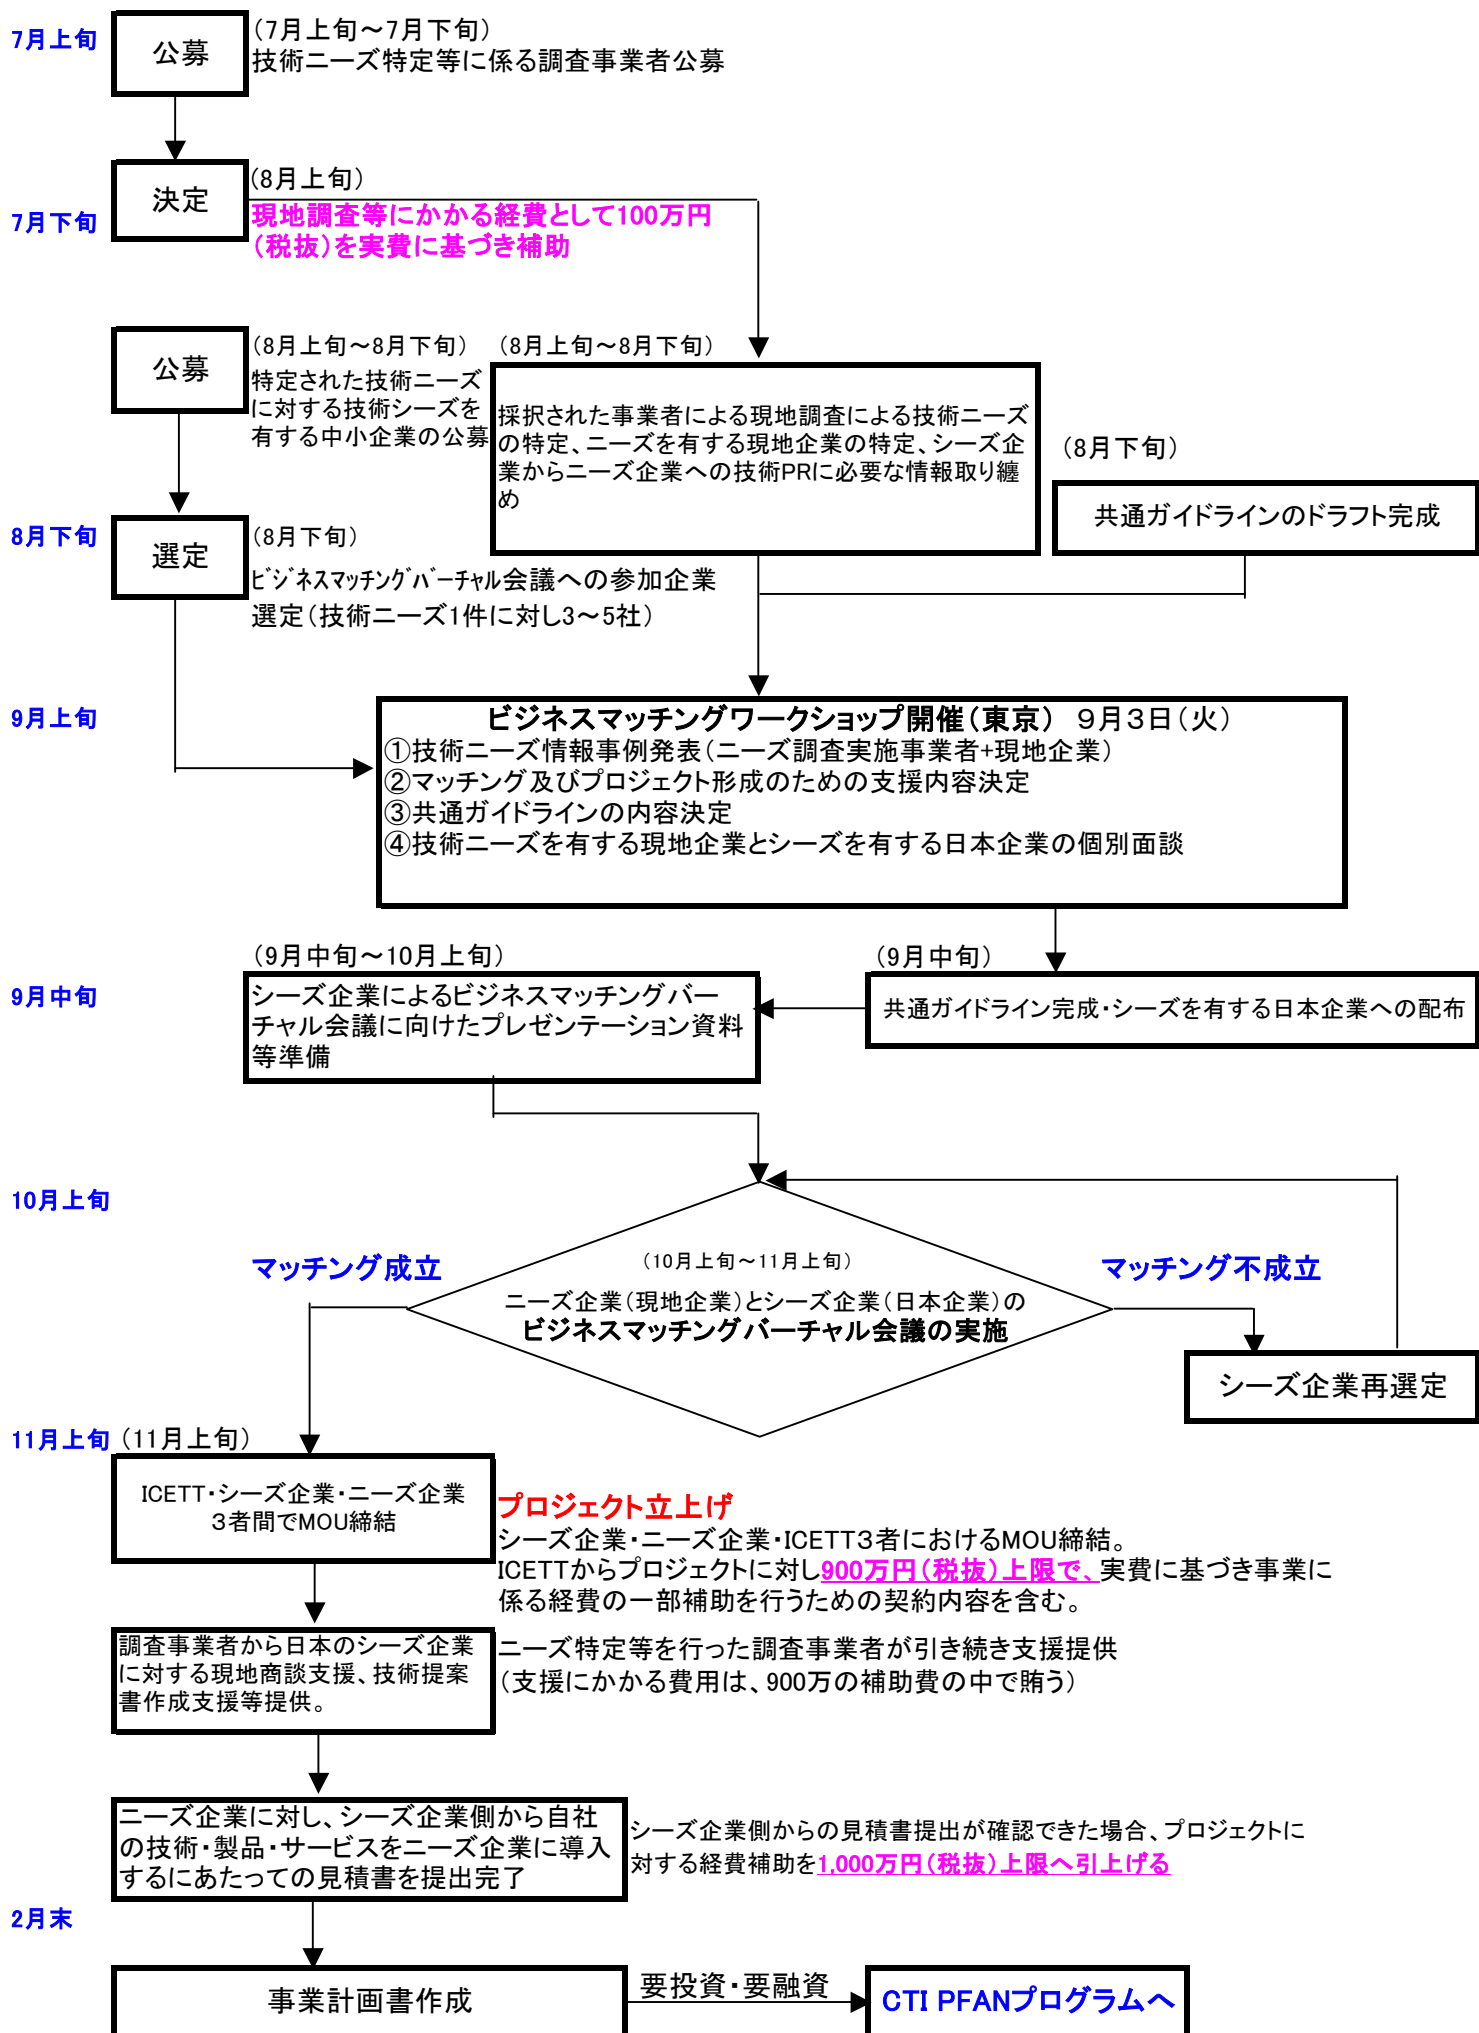 7月上旬
公募
（7月上旬～7月下旬）
技術ニーズ特定等に係る調査事業者公募
決定
（8月上旬）
7月下旬
現地調査等にかかる経費として100万円
（税抜）を実費に基づき補助
公募
（8月上旬～8月下旬）
特定された技術ニーズ
に対する技術シーズを
有する中小企業の公募
（8月上旬～8月下旬）
採択された事業者による現地調査による技術ニーズ
の特定、ニーズを有する現地企業の特定、シーズ企
業からニーズ企業への技術PRに必要な情報取り纏
め
（8月下旬）
共通ガイドラインのドラフト完成
8月下旬
選定
（8月下旬）
ﾋﾞｼﾞﾈｽﾏｯﾁﾝｸﾞﾊﾞｰﾁｬﾙ会議への参加企業
選定（技術ニーズ1件に対し3～5社）
9月上旬
ビジネスマッチングワークショップ開催（東京）　９月３日（火）
①技術ニーズ情報事例発表（ニーズ調査実施事業者+現地企業）
②マッチング及びプロジェクト形成のための支援内容決定
③共通ガイドラインの内容決定
④技術ニーズを有する現地企業とシーズを有する日本企業の個別面談
9月中旬
（9月中旬～10月上旬）
シーズ企業によるビジネスマッチングバー
チャル会議に向けたプレゼンテーション資料
等準備
（9月中旬）
共通ガイドライン完成・シーズを有する日本企業への配布
10月上旬
マッチング成立
（10月上旬～11月上旬）
ニーズ企業（現地企業）とシーズ企業（日本企業）の
ビジネスマッチングバーチャル会議の実施
マッチング不成立
シーズ企業再選定
11月上旬
（11月上旬）
ICETT・シーズ企業・ニーズ企業
３者間でMOU締結
プロジェクト立上げ
シーズ企業・ニーズ企業・ICETT３者におけるMOU締結。
ICETTからプロジェクトに対し900万円（税抜）上限で、実費に基づき事業に
係る経費の一部補助を行うための契約内容を含む。
調査事業者から日本のシーズ企業
に対する現地商談支援、技術提案
書作成支援等提供。
ニーズ特定等を行った調査事業者が引き続き支援提供
（支援にかかる費用は、900万の補助費の中で賄う）
ニーズ企業に対し、シーズ企業側から自社
の技術・製品・サービスをニーズ企業に導入
するにあたっての見積書を提出完了
シーズ企業側からの見積書提出が確認できた場合、プロジェクトに
対する経費補助を1,000万円（税抜）上限へ引上げる
2月末
事業計画書作成
要投資・要融資
CTI PFANプログラムへ